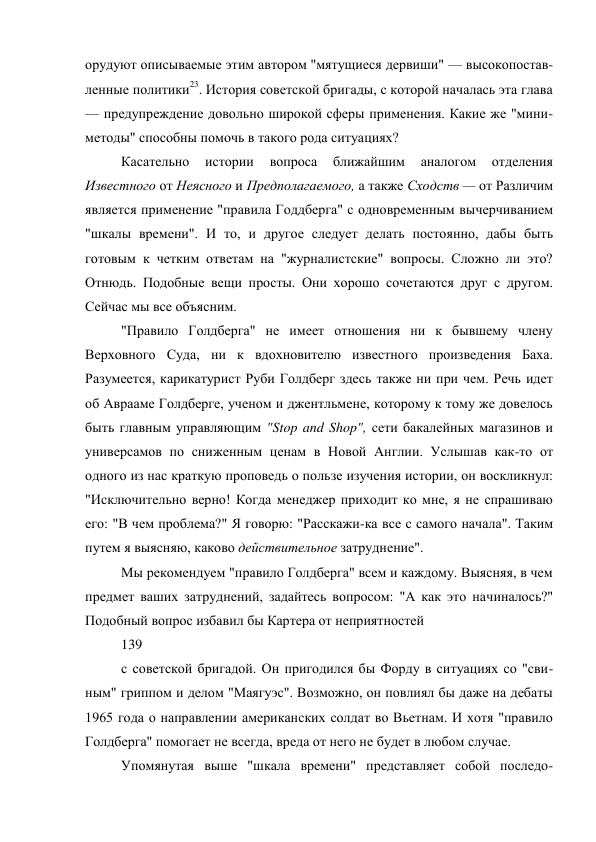 орудуют описываемые этим автором "мятущиеся дервиши" — высокопостав-
ленные политики23. История советской бригады, с которой началась эта глава
— предупреждение довольно широкой сферы применения. Какие же "мини-
методы" способны помочь в такого рода ситуациях?
Касательно истории вопроса ближайшим аналогом отделения
Известного от Неясного и Предполагаемого, а также Сходств — от Различим
является применение "правила Годдберга" с одновременным вычерчиванием
"шкалы времени". И то, и другое следует делать постоянно, дабы быть
готовым к четким ответам на "журналистские" вопросы. Сложно ли это?
Отнюдь. Подобные вещи просты. Они хорошо сочетаются друг с другом.
Сейчас мы все объясним.
"Правило Голдберга" не имеет отношения ни к бывшему члену
Верховного Суда, ни к вдохновителю известного произведения Баха.
Разумеется, карикатурист Руби Голдберг здесь также ни при чем. Речь идет
об Аврааме Голдберге, ученом и джентльмене, которому к тому же довелось
быть главным управляющим "Stop and Shop", сети бакалейных магазинов и
универсамов по сниженным ценам в Новой Англии. Услышав как-то от
одного из нас краткую проповедь о пользе изучения истории, он воскликнул:
"Исключительно верно! Когда менеджер приходит ко мне, я не спрашиваю
его: "В чем проблема?" Я говорю: "Расскажи-ка все с самого начала". Таким
путем я выясняю, каково действительное затруднение".
Мы рекомендуем "правило Голдберга" всем и каждому. Выясняя, в чем
предмет ваших затруднений, задайтесь вопросом: "А как это начиналось?"
Подобный вопрос избавил бы Картера от неприятностей
139
с советской бригадой. Он пригодился бы Форду в ситуациях со "сви-
ным" гриппом и делом "Маягуэс". Возможно, он повлиял бы даже на дебаты
1965 года о направлении американских солдат во Вьетнам. И хотя "правило
Голдберга" помогает не всегда, вреда от него не будет в любом случае.
Упомянутая выше "шкала времени" представляет собой последо-